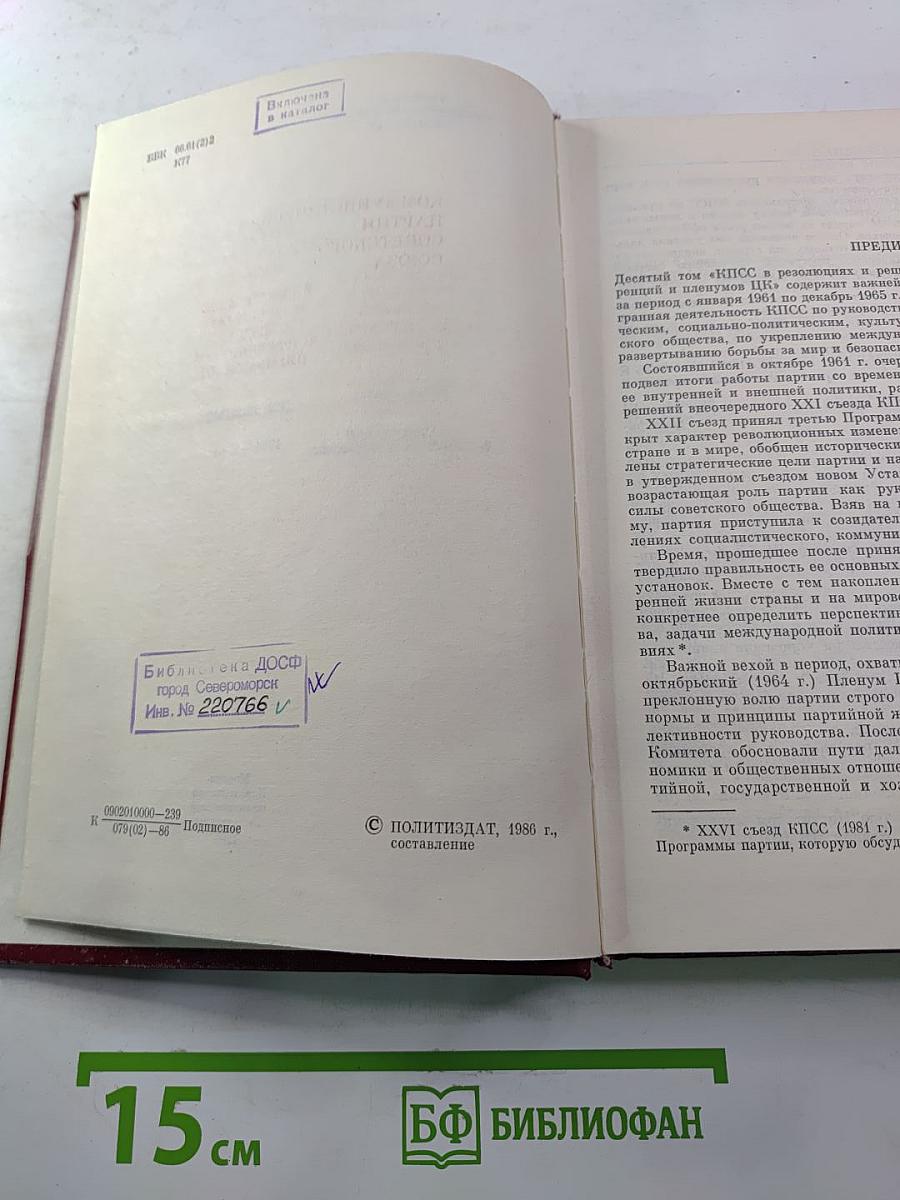 Включена
в каталог
ББК 66.61(2)2
К77
Библиотека ДОСФ
город Североморск
Инв. № 220766
0902010000—239
К Подписное
079(02)—86
© ПОЛИТИЗДАТ, 1986 г.,
составление
ПРЕДИ
Десятый том «КПСС в резолюциях и реш
ренций и пленумов ЦК» содержит важней
за период с января 1961 по декабрь 1965 г.
гранная деятельность КПСС по руководств
ческим, социально-политическим, культу
ского общества, по укреплению междун
развертыванию борьбы за мир и безопас
Состоявшийся в октябре 1961 г. очер
подвел итоги работы партии со времен
ее внутренней и внешней политики, ра
решений внеочередного XXI съезда КП
XXII съезд принял третью Програм
крыт характер революционных измене
стране и в мире, обобщен исторически
лены стратегические цели партии и на
в утвержденном съездом новом Уста
возрастающая роль партии как рук
силы советского общества. Взяв на
му, партия приступила к созидател
лениях социалистического, коммуни
Время, прошедшее после приня
твердило правильность ее основных
установок. Вместе с тем накоплен
ренней жизни страны и на мирово
конкретнее определить перспектив
ва, задачи международной полити
виях *.
Важной вехой в период, охват
октябрьский (1964 г.) Пленум
преклонную волю партии строго
нормы и принципы партийной ж
лективности руководства. После
Комитета обосновали пути дал
номики и общественных отноше
тийной, государственной и хоз
* XXVI съезд КПСС (1981 г.)
Программы партии, которую обсуд
15 см
БФ БИБЛИОФАН